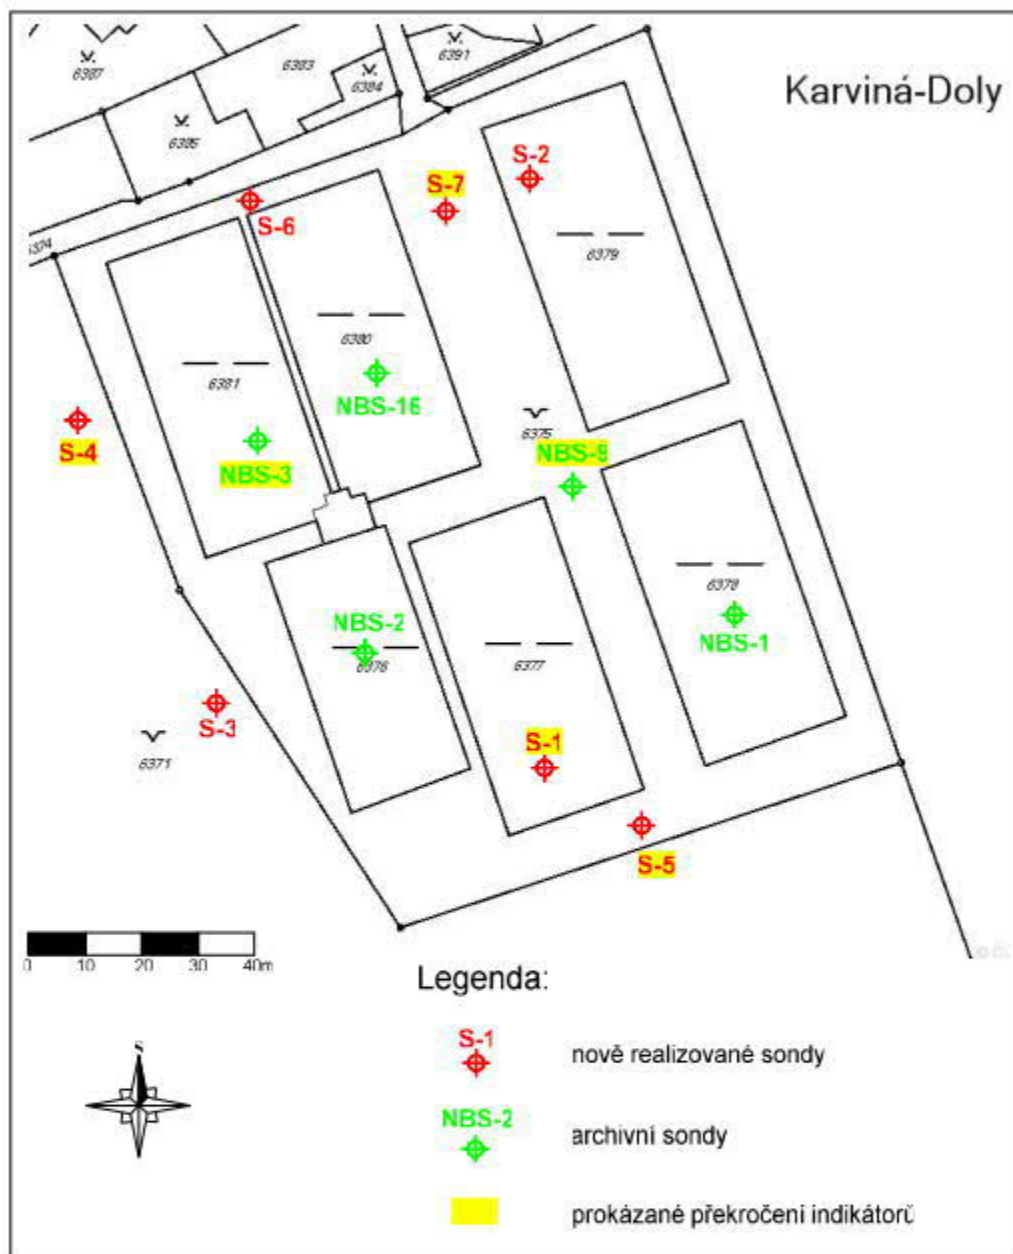 Karviná-Doly
6391
6383
6387
6384
6385
S-2
S-7
S-6
6374
6379
6380
6381
NBS-16
6375
S-4
NBS-3
NBS-9
6378
NBS-2
NBS-1
6376
6377
S-3
S-1
6371
S-5
0 10 20 30 40m
Legenda:
S
S-1
nově realizované sondy
NBS-2
archivní sondy
prokázané překročení indikátorů